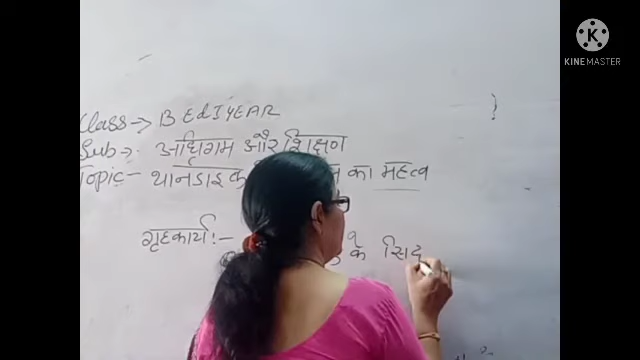 KINEMASTER
Class → B Ed I YEAR
Sub :- अधिगम और शिक्षण
Topic - थार्नडाइक का महत्व
गृहकार्य :- के सिद